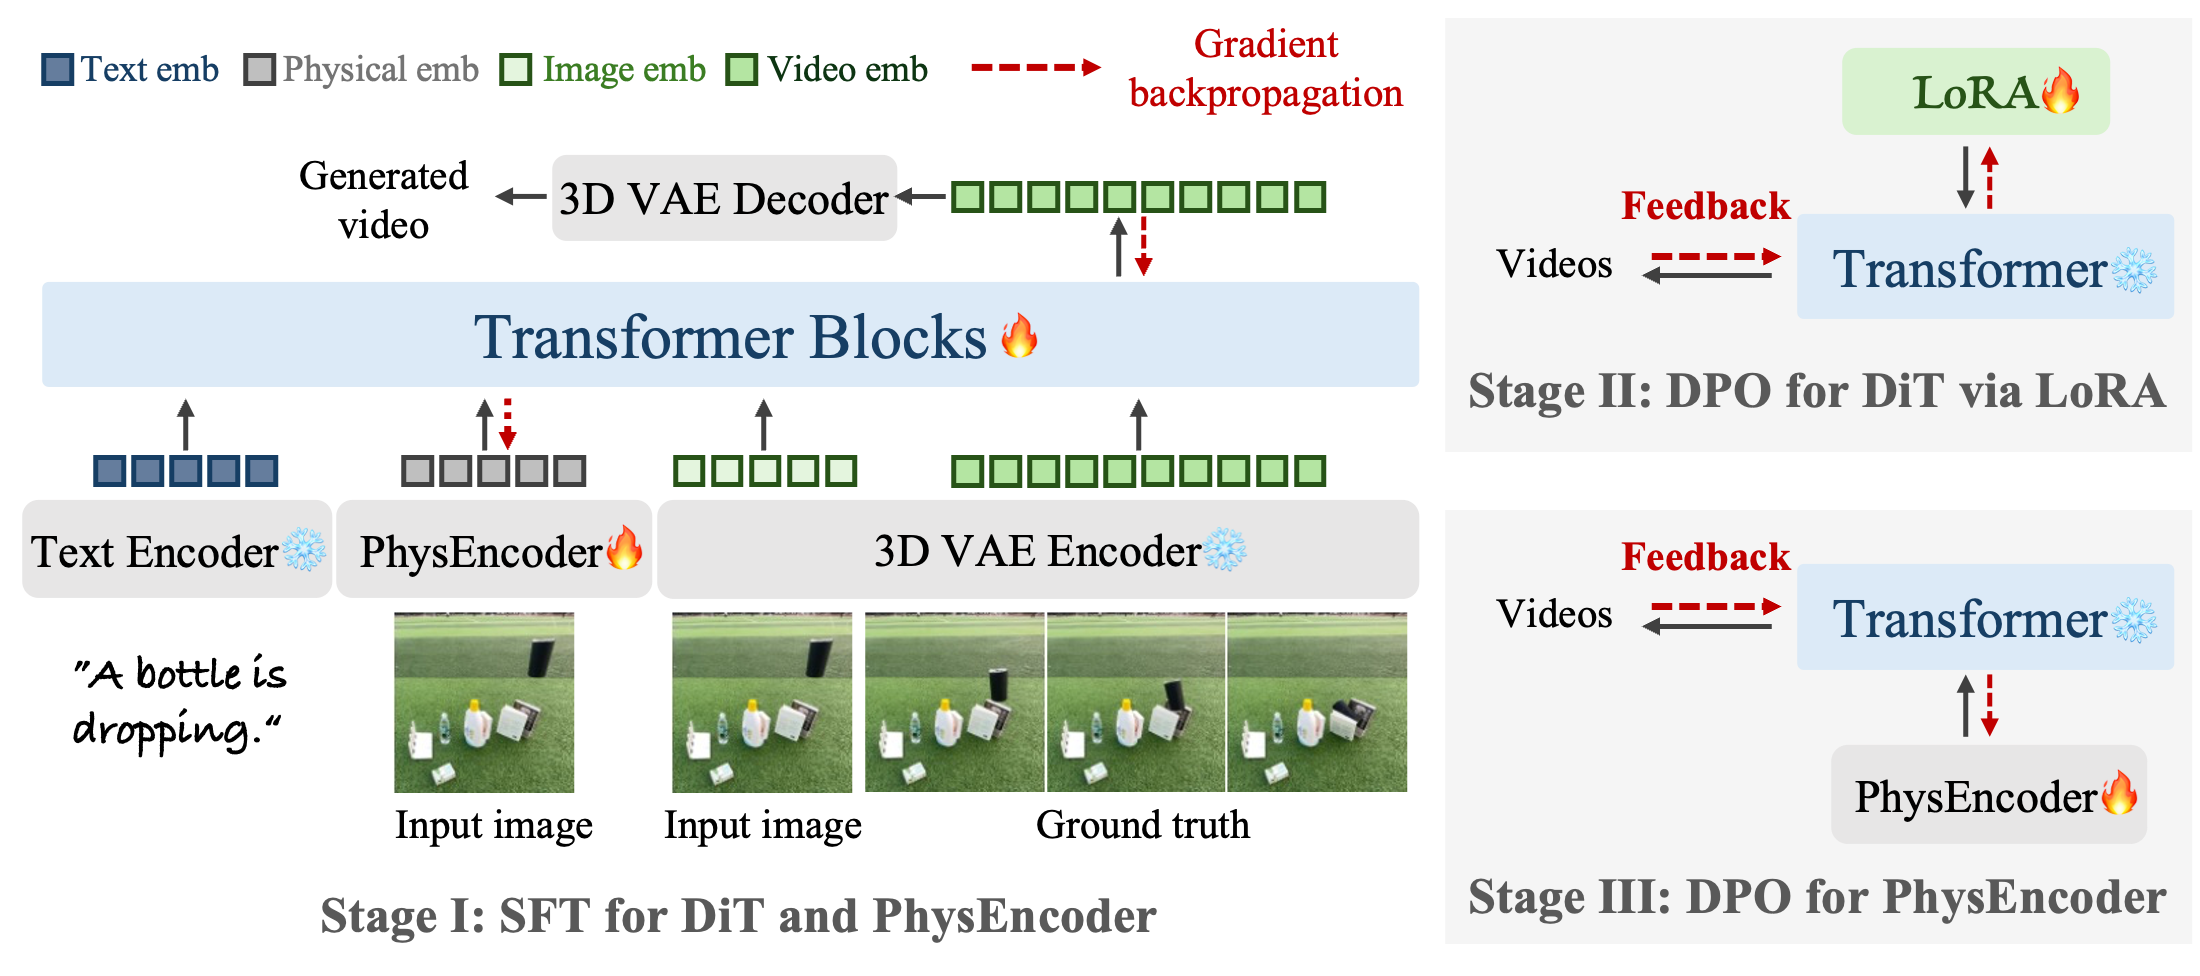 Text emb
Physical emb
Image emb
Video emb
Gradient
backpropagation
Generated
video
3D VAE Decoder
Transformer Blocks
Text Encoder
PhysEncoder
3D VAE Encoder
"A bottle is
dropping."
Input image
Input image
Ground truth
Stage I: SFT for DiT and PhysEncoder
LoRA
Feedback
Videos
Transformer
Stage II: DPO for DiT via LoRA
Feedback
Videos
Transformer
PhysEncoder
Stage III: DPO for PhysEncoder